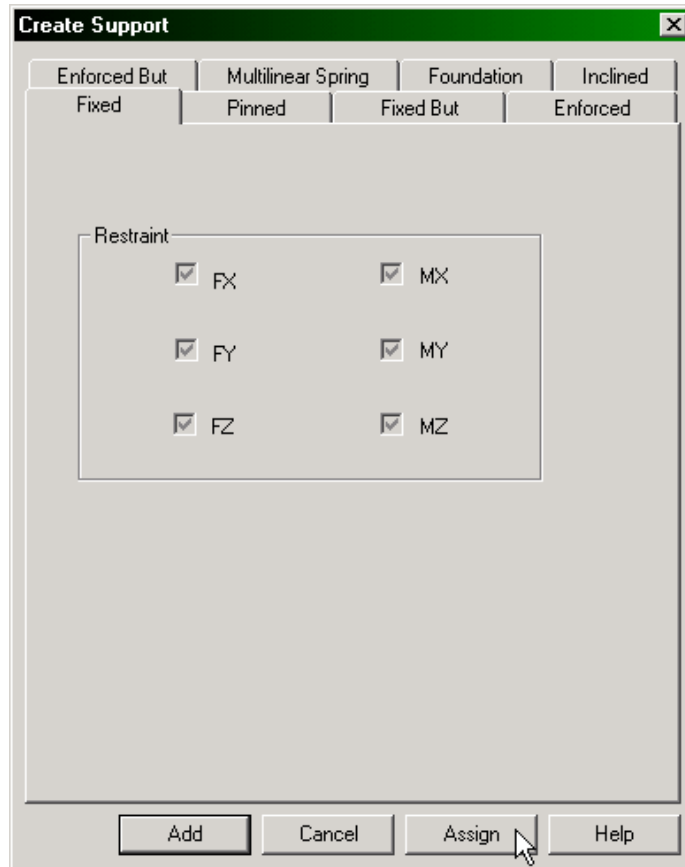 Create Support
Enforced But Multilinear Spring Foundation Inclined
Fixed Pinned Fixed But Enforced
Restraint
FX MX
FY MY
FZ MZ
Add Cancel Assign Help